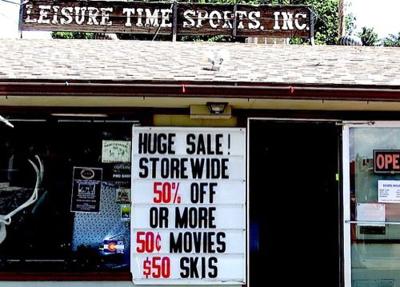 LEISURE TIME SPORTS, INC.
HUGE SALE!
STOREWIDE
50% OFF
OR MORE
50¢ MOVIES
$50 SKIS
OPE